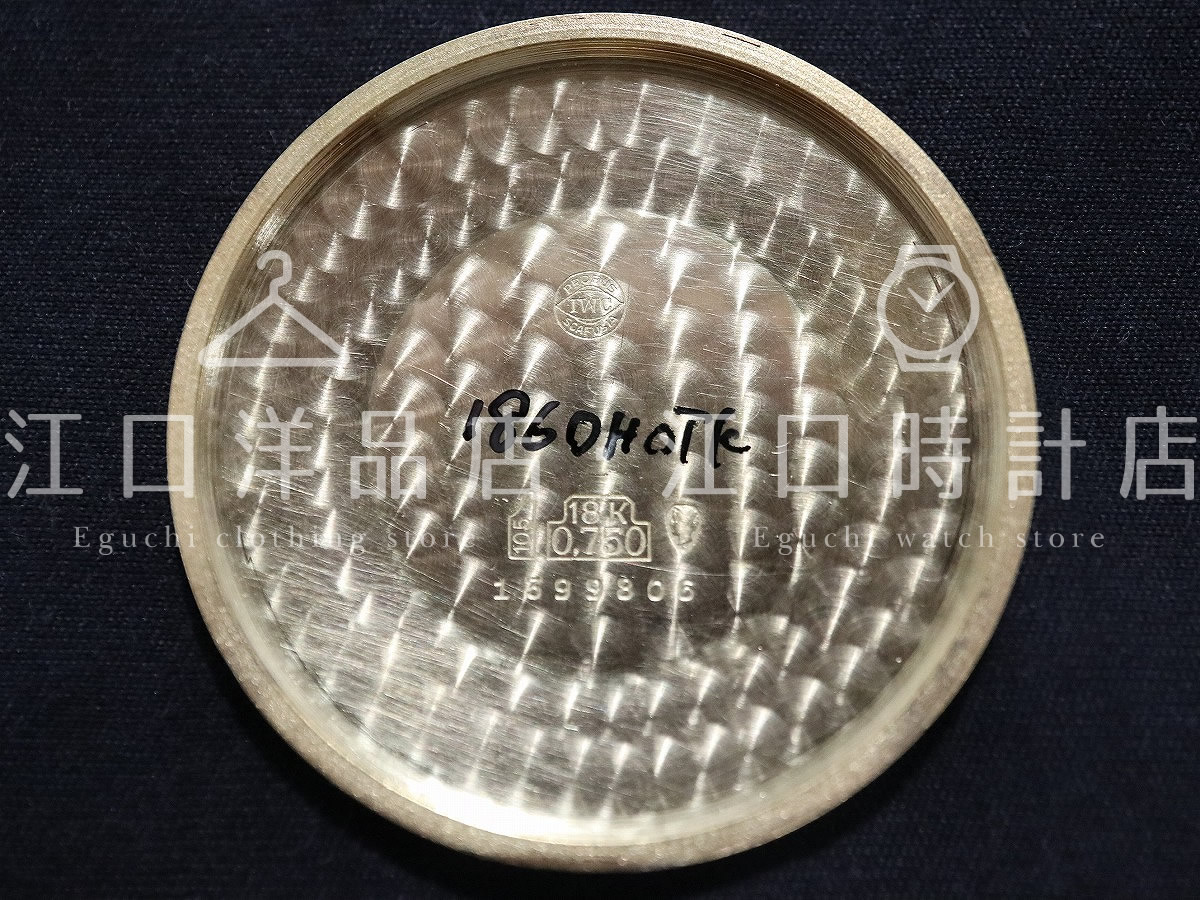 PROBUS
IWC
SCAFUSIA
江口洋品店 江口時計店
105
18K
0,750
Eguchi clothing store Eguchi watch store
1599806